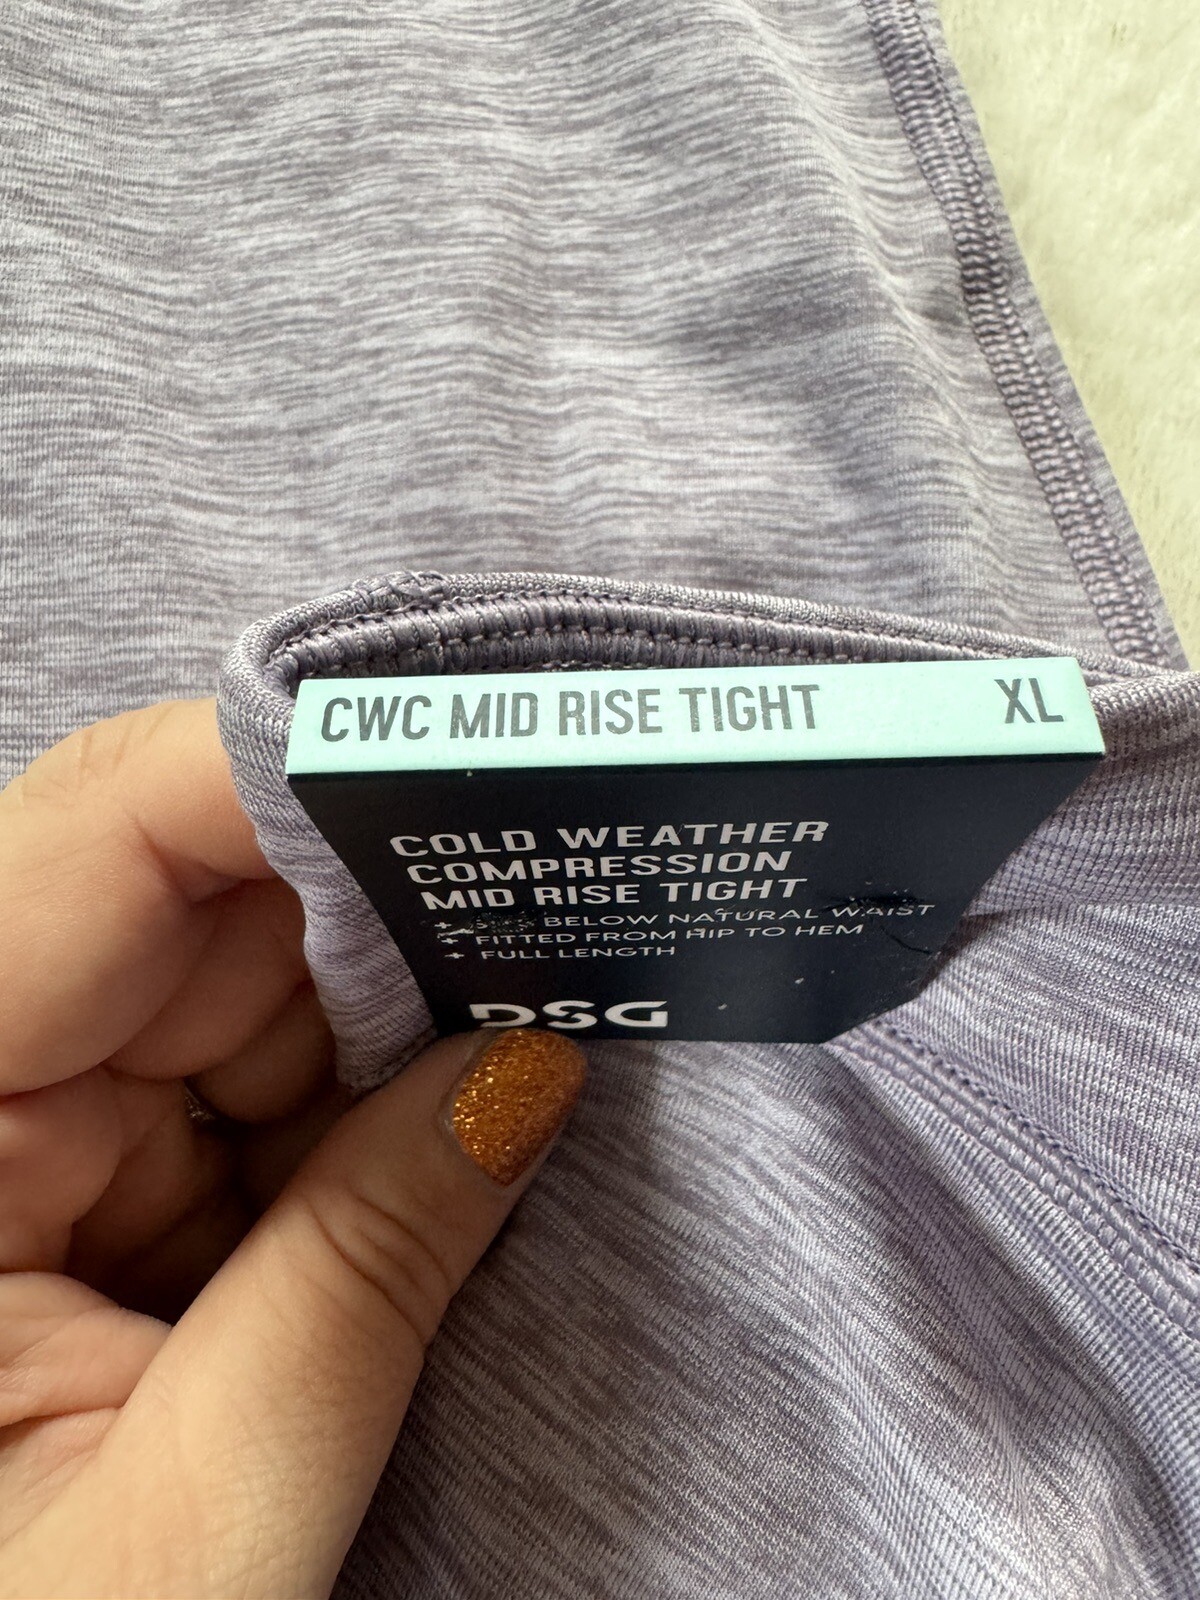 CWC MID RISE TIGHT XL
COLD WEATHER
COMPRESSION
MID RISE TIGHT
+ BELOW NATURAL WAIST
+ FITTED FROM HIP TO HEM
+ FULL LENGTH
DSG